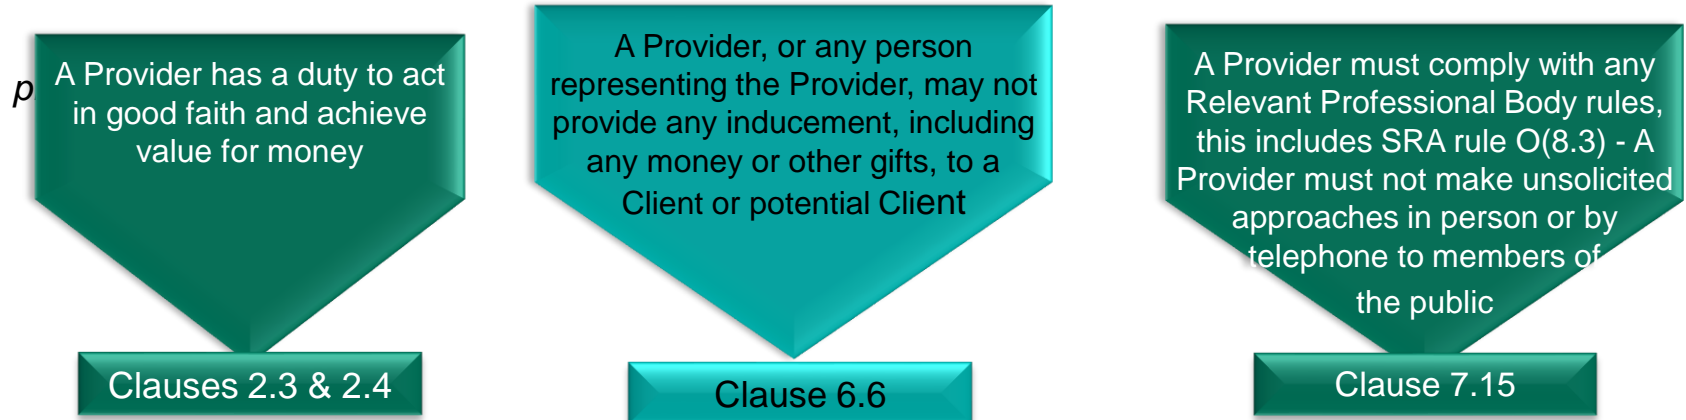 A Provider has a duty to act
in good faith and achieve
value for money
Clauses 2.3 & 2.4
A Provider, or any person
representing the Provider, may not
provide any inducement, including
any money or other gifts, to a
Client or potential Client
Clause 6.6
A Provider must comply with any
Relevant Professional Body rules,
this includes SRA rule O(8.3) - A
Provider must not make unsolicited
approaches in person or by
telephone to members of
the public
Clause 7.15